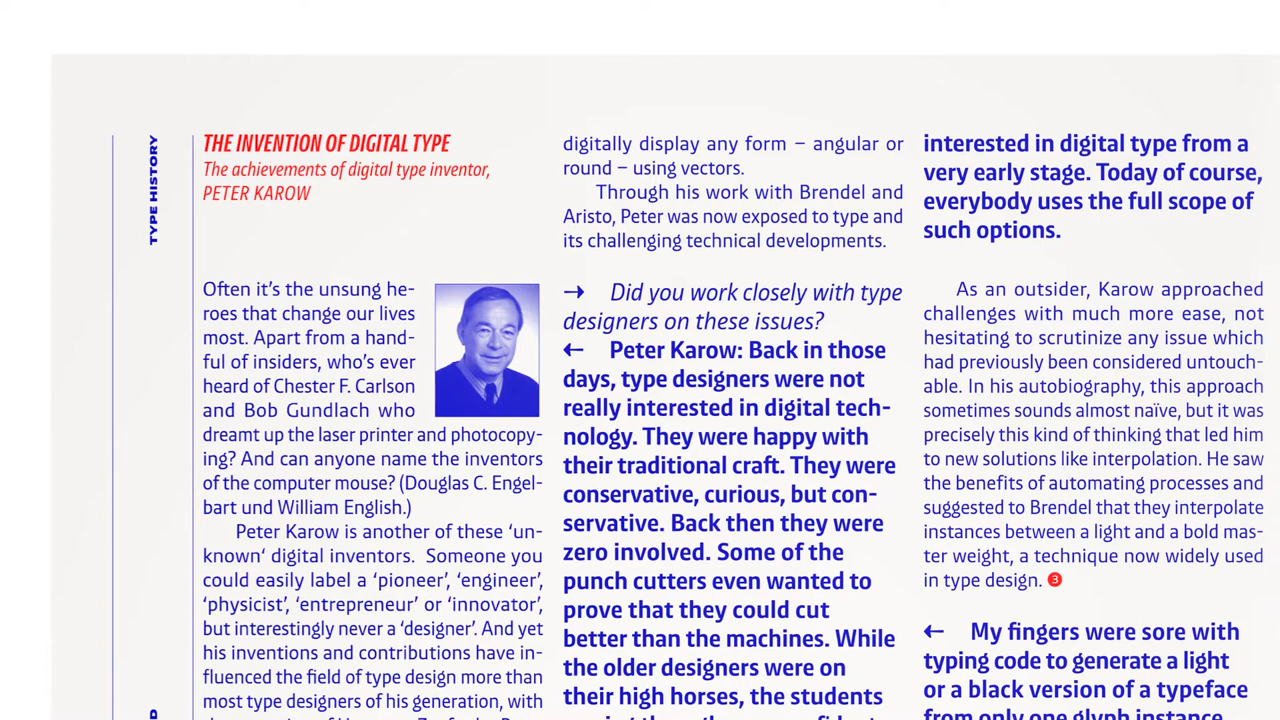 TYPE HISTORY
THE INVENTION OF DIGITAL TYPE
The achievements of digital type inventor,
PETER KAROW
Often it's the unsung he-
roes that change our lives
most. Apart from a hand-
ful of insiders, who's ever
heard of Chester F. Carlson
and Bob Gundlach who
dreamt up the laser printer and photocopy-
ing? And can anyone name the inventors
of the computer mouse? (Douglas C. Engel-
bart und William English.)
Peter Karow is another of these ‘un-
known‘ digital inventors. Someone you
could easily label a ‘pioneer’, ‘engineer’,
‘physicist’, ‘entrepreneur’ or ‘innovator’,
but interestingly never a ‘designer’. And yet
his inventions and contributions have in-
fluenced the field of type design more than
most type designers of his generation, with
digitally display any form – angular or
round – using vectors.
Through his work with Brendel and
Aristo, Peter was now exposed to type and
its challenging technical developments.
→ Did you work closely with type
designers on these issues?
← Peter Karow: Back in those
days, type designers were not
really interested in digital tech-
nology. They were happy with
their traditional craft. They were
conservative, curious, but con-
servative. Back then they were
zero involved. Some of the
punch cutters even wanted to
prove that they could cut
better than the machines. While
the older designers were on
their high horses, the students
interested in digital type from a
very early stage. Today of course,
everybody uses the full scope of
such options.
As an outsider, Karow approached
challenges with much more ease, not
hesitating to scrutinize any issue which
had previously been considered untouch-
able. In his autobiography, this approach
sometimes sounds almost naïve, but it was
precisely this kind of thinking that led him
to new solutions like interpolation. He saw
the benefits of automating processes and
suggested to Brendel that they interpolate
instances between a light and a bold mas-
ter weight, a technique now widely used
in type design. 3
← My fingers were sore with
typing code to generate a light
or a black version of a typeface
from only one glyph instance